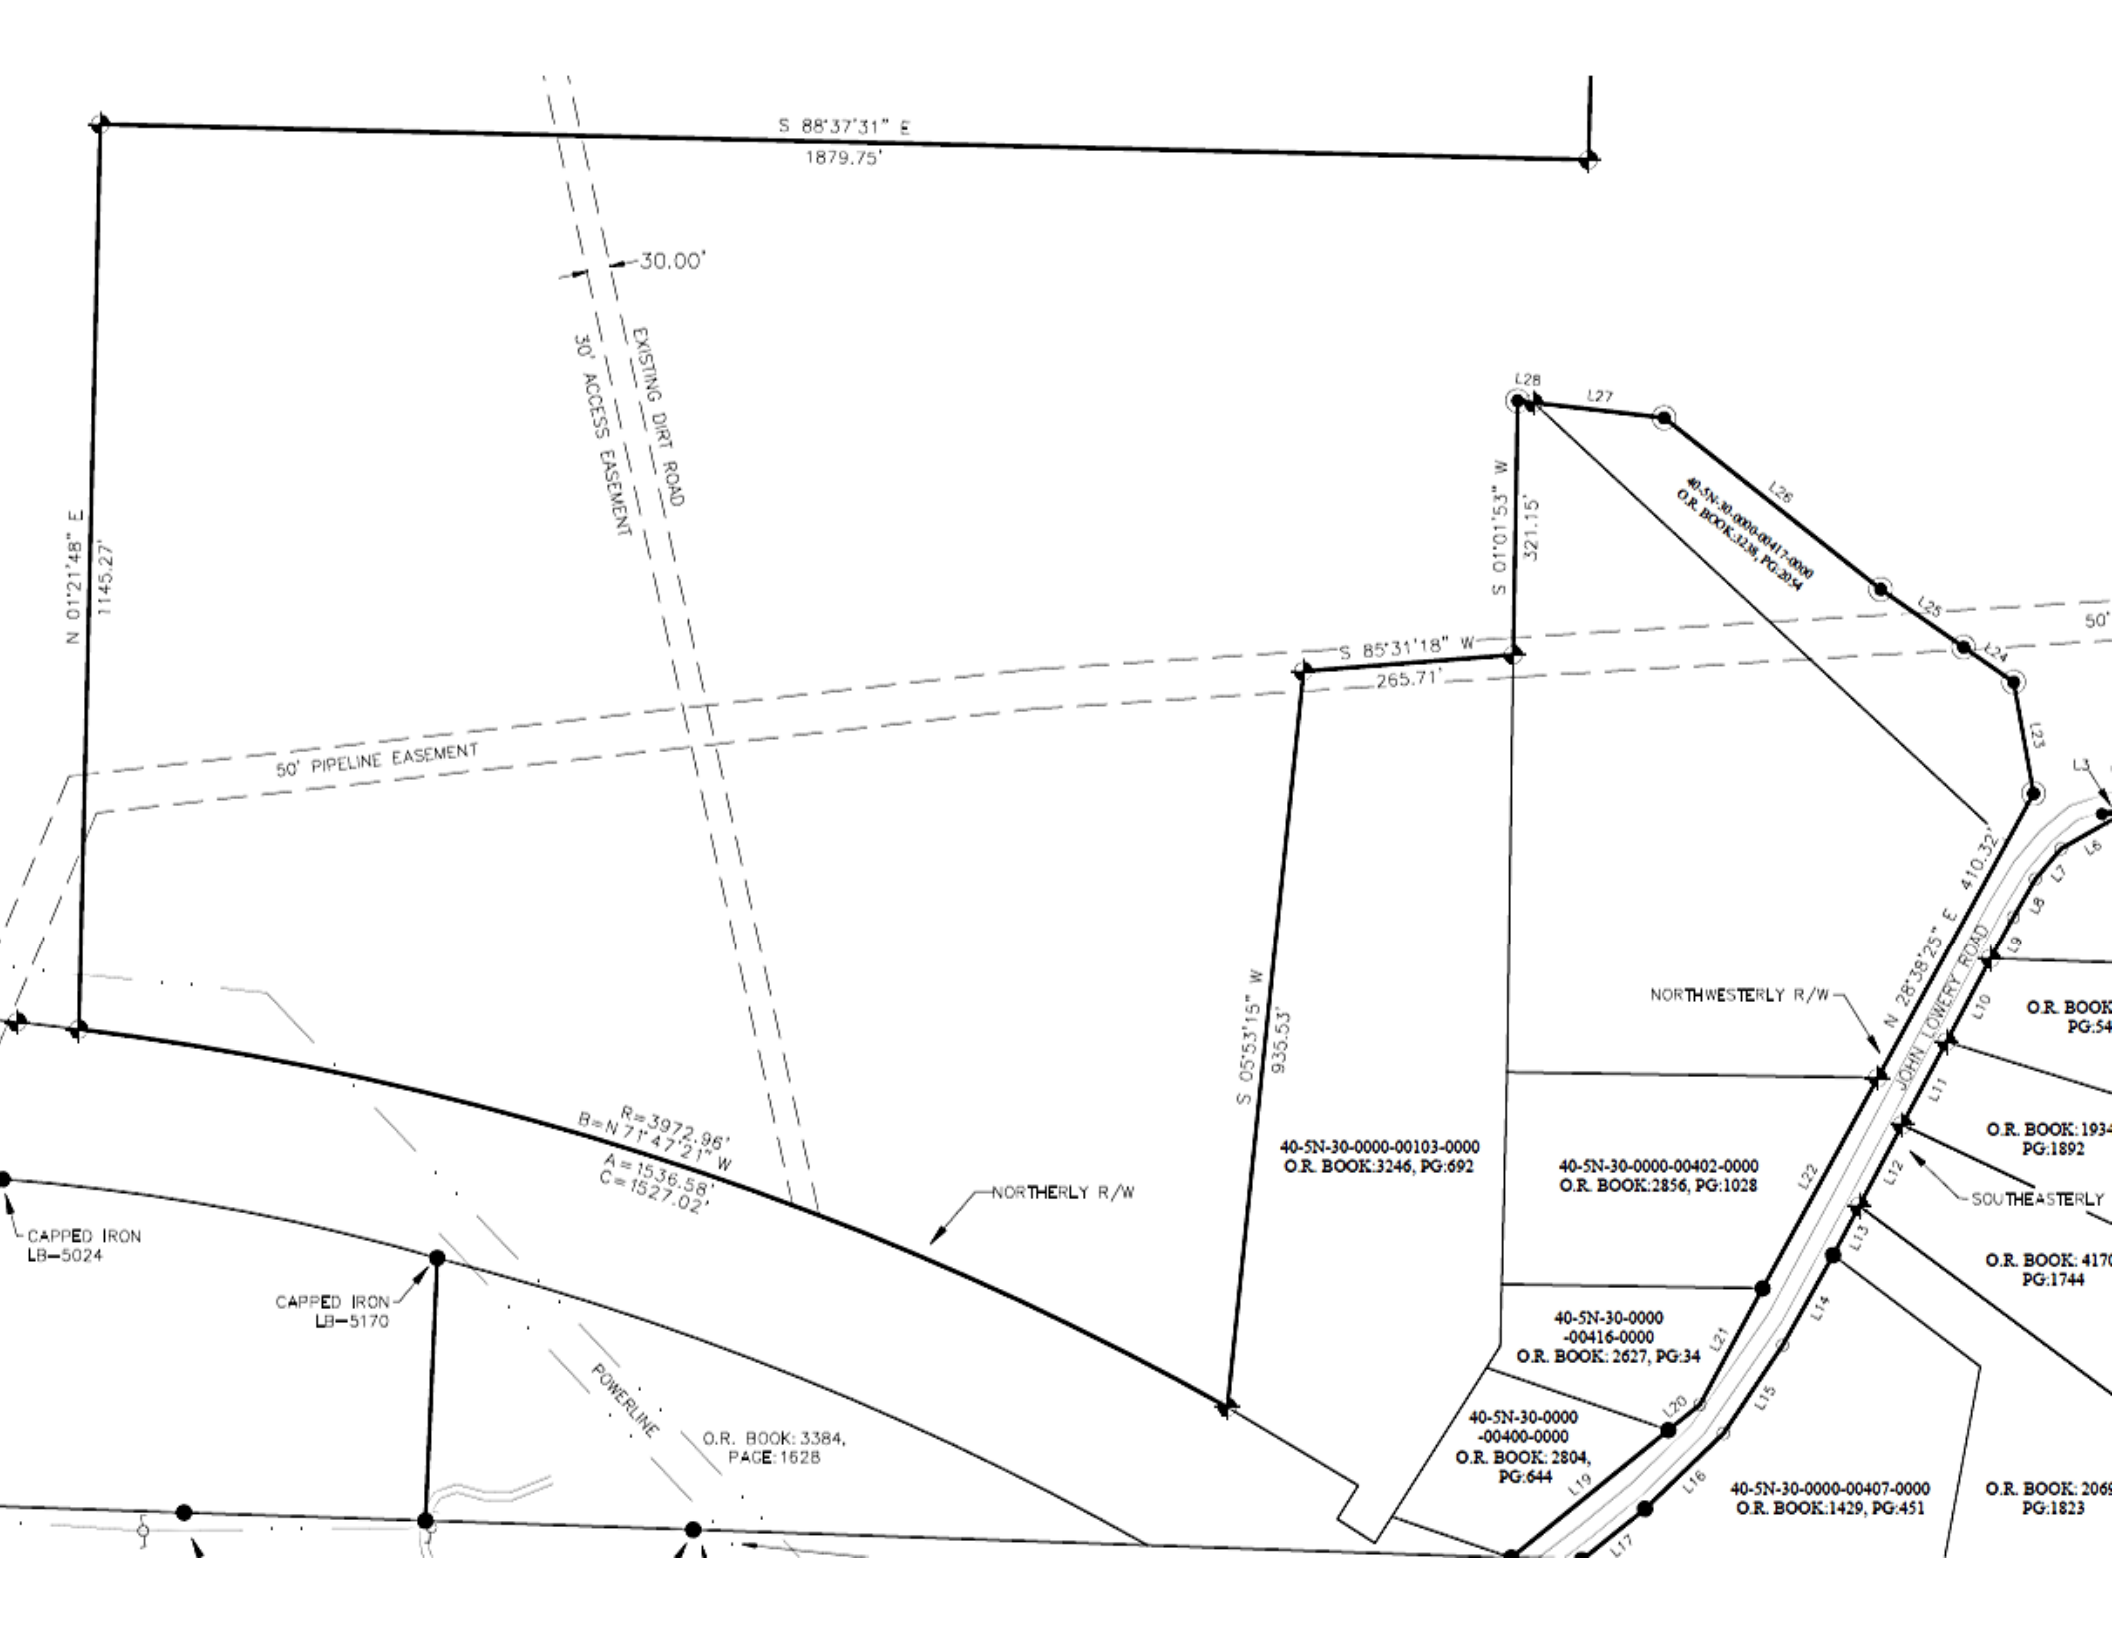 S 88°37'31" E
1879.75'
30.00'
EXISTING DIRT ROAD
30' ACCESS EASEMENT
N 01°21'48" E
1145.27'
L28
L27
L26
40-5N-30-0000-00417-0000
O.R. BOOK:3238, PG:2054
S 01°01'53" W
321.15'
L25
50'
L24
S 85°31'18" W
265.71'
L23
50' PIPELINE EASEMENT
L3
L6
L7
L8
L9
N 28°38'25" E
410.32'
JOHN LOWERY ROAD
NORTHWESTERLY R/W
L10
O.R. BOOK
PG:54
S 05°53'15" W
935.53'
L11
R=3972.96'
B=N 71°47'21" W
A=1536.58'
C=1527.02'
O.R. BOOK: 1934
PG:1892
40-5N-30-0000-00103-0000
O.R. BOOK:3246, PG:692
40-5N-30-0000-00402-0000
O.R. BOOK:2856, PG:1028
L22
L12
NORTHERLY R/W
SOUTHEASTERLY
L13
CAPPED IRON
LB-5024
O.R. BOOK: 4170
PG:1744
CAPPED IRON
LB-5170
L14
40-5N-30-0000
-00416-0000
O.R. BOOK: 2627, PG:34
L21
POWERLINE
L15
L20
40-5N-30-0000
-00400-0000
O.R. BOOK: 2804,
PG:644
O.R. BOOK: 3384,
PAGE: 1628
L19
L16
40-5N-30-0000-00407-0000
O.R. BOOK:1429, PG:451
O.R. BOOK: 2069
PG:1823
L17